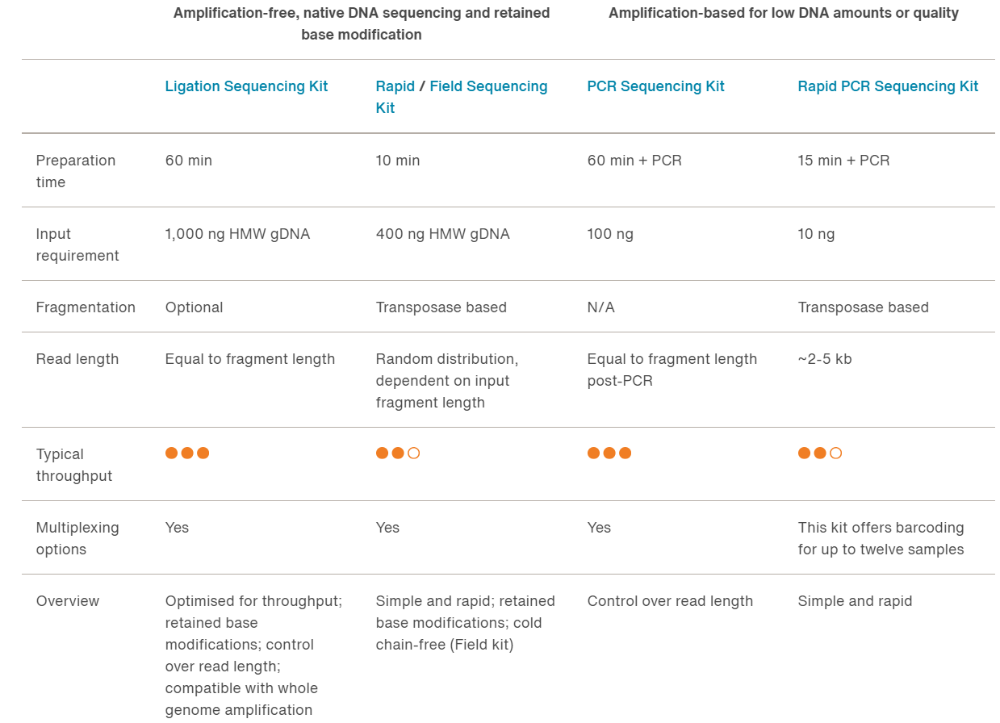 Amplification-free, native DNA sequencing and retained
base modification
Amplification-based for low DNA amounts or quality
Ligation Sequencing Kit
Rapid / Field Sequencing
Kit
PCR Sequencing Kit
Rapid PCR Sequencing Kit
Preparation
time
60 min
10 min
60 min + PCR
15 min + PCR
Input
requirement
1,000 ng HMW gDNA
400 ng HMW gDNA
100 ng
10 ng
Fragmentation
Optional
Transposase based
N/A
Transposase based
Read length
Equal to fragment length
Random distribution,
dependent on input
fragment length
Equal to fragment length
post-PCR
~2-5 kb
Typical
throughput
Multiplexing
options
Yes
Yes
Yes
This kit offers barcoding
for up to twelve samples
Overview
Optimised for throughput;
retained base
modifications; control
over read length;
compatible with whole
genome amplification
Simple and rapid; retained
base modifications; cold
chain-free (Field kit)
Control over read length
Simple and rapid